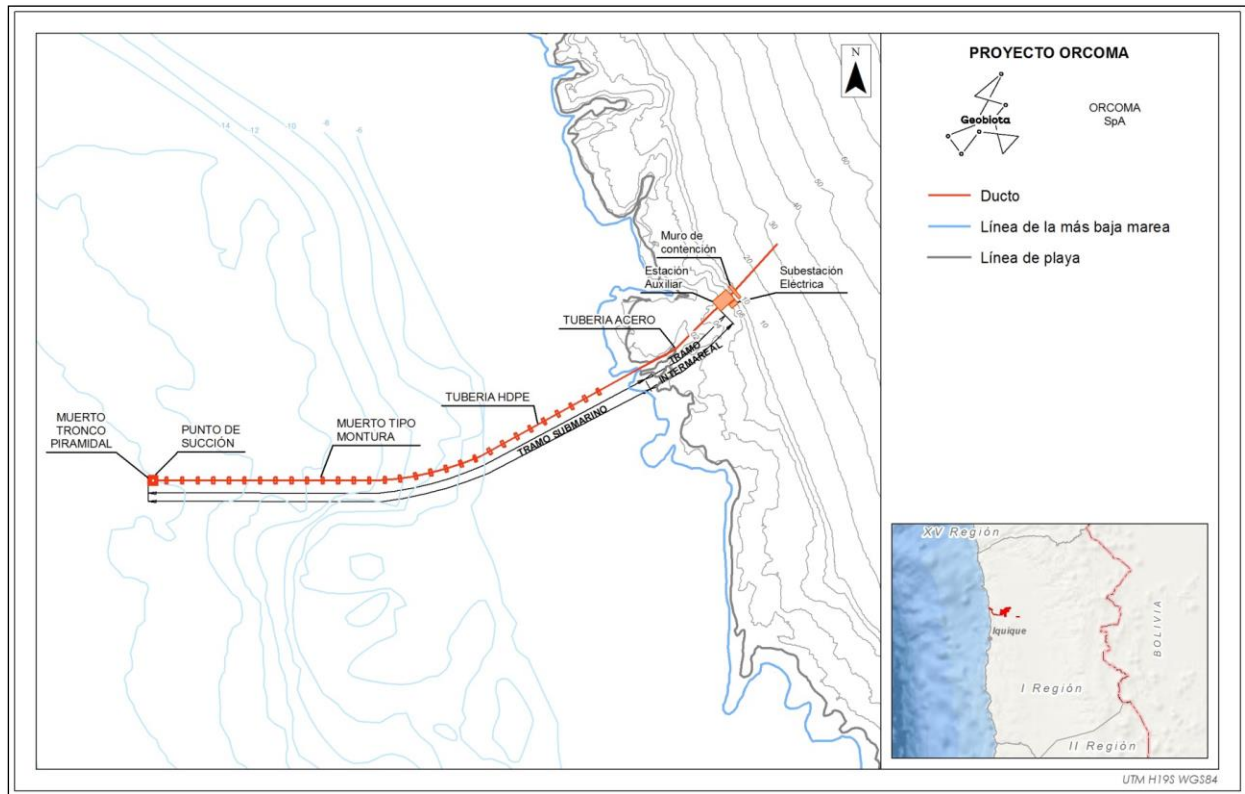 PROYECTO ORCOMA
Geobiota
ORCOMA
SpA
Ducto
Línea de la más baja marea
Línea de playa
N
14
12
10
-8
-6
60
50
50
40
30
20
10
10
Muro de
contención
Estación
Auxiliar
Subestación
Eléctrica
TUBERIA ACERO
TRAMO
INTERMAREAL
TUBERIA HDPE
TRAMO SUBMARINO
MUERTO
TRONCO
PIRAMIDAL
PUNTO DE
SUCCIÓN
MUERTO TIPO
MONTURA
XV Región
Iquique
BOLIVIA
I Región
II Región
UTM H19S WGS84